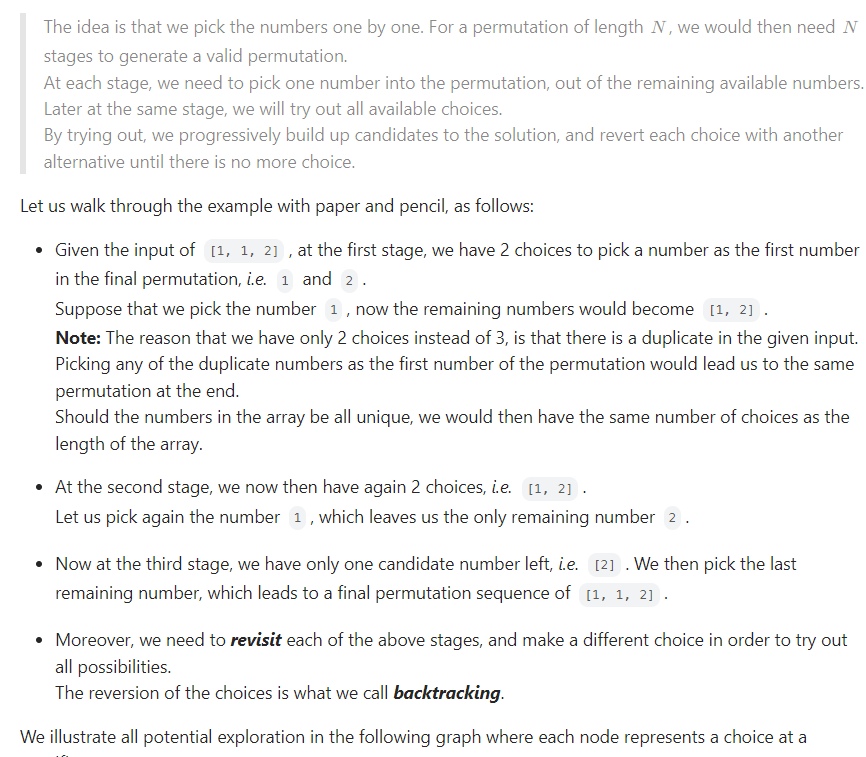 The idea is that we pick the numbers one by one. For a permutation of length N, we would then need N
stages to generate a valid permutation.
At each stage, we need to pick one number into the permutation, out of the remaining available numbers.
Later at the same stage, we will try out all available choices.
By trying out, we progressively build up candidates to the solution, and revert each choice with another
alternative until there is no more choice.
Let us walk through the example with paper and pencil, as follows:
• Given the input of [1, 1, 2] , at the first stage, we have 2 choices to pick a number as the first number
in the final permutation, i.e. 1 and 2 .
Suppose that we pick the number 1 , now the remaining numbers would become [1, 2] .
Note: The reason that we have only 2 choices instead of 3, is that there is a duplicate in the given input.
Picking any of the duplicate numbers as the first number of the permutation would lead us to the same
permutation at the end.
Should the numbers in the array be all unique, we would then have the same number of choices as the
length of the array.
• At the second stage, we now then have again 2 choices, i.e. [1, 2] .
Let us pick again the number 1 , which leaves us the only remaining number 2 .
• Now at the third stage, we have only one candidate number left, i.e. [2] . We then pick the last
remaining number, which leads to a final permutation sequence of [1, 1, 2] .
• Moreover, we need to revisit each of the above stages, and make a different choice in order to try out
all possibilities.
The reversion of the choices is what we call backtracking.
We illustrate all potential exploration in the following graph where each node represents a choice at a